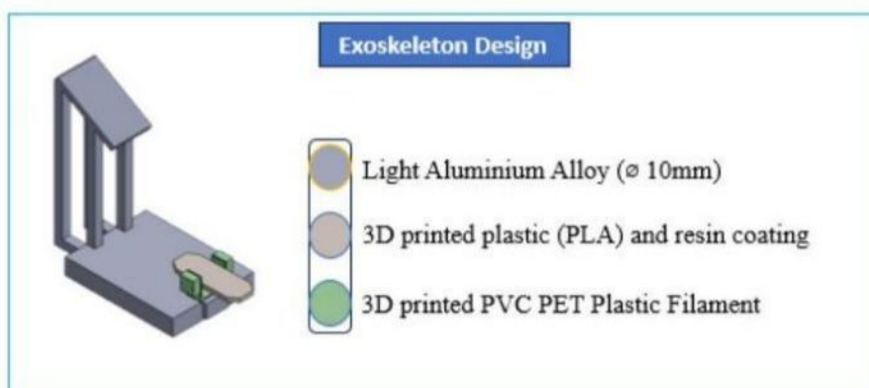 Exoskeleton Design
Light Aluminium Alloy (⌀ 10mm)
3D printed plastic (PLA) and resin coating
3D printed PVC PET Plastic Filament